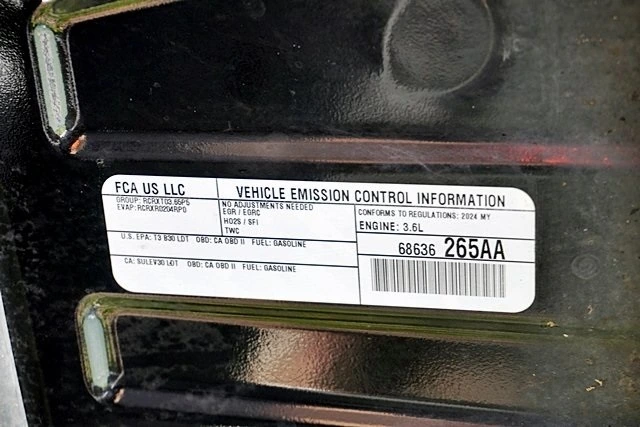 FCA US LLC
VEHICLE EMISSION CONTROL INFORMATION
GROUP: RCRXT03.65P5
EVAP: RCRXR0204RP0
NO ADJUSTMENTS NEEDED
EGR / EGRC
HO2S / SFI
TWC
CONFORMS TO REGULATIONS: 2024 MY
ENGINE: 3.6L
U.S. EPA: T3 B30 LDT OBD: CA OBD II FUEL: GASOLINE
CA: SULEV30 LDT OBD: CA OBD II FUEL: GASOLINE
68636 265AA